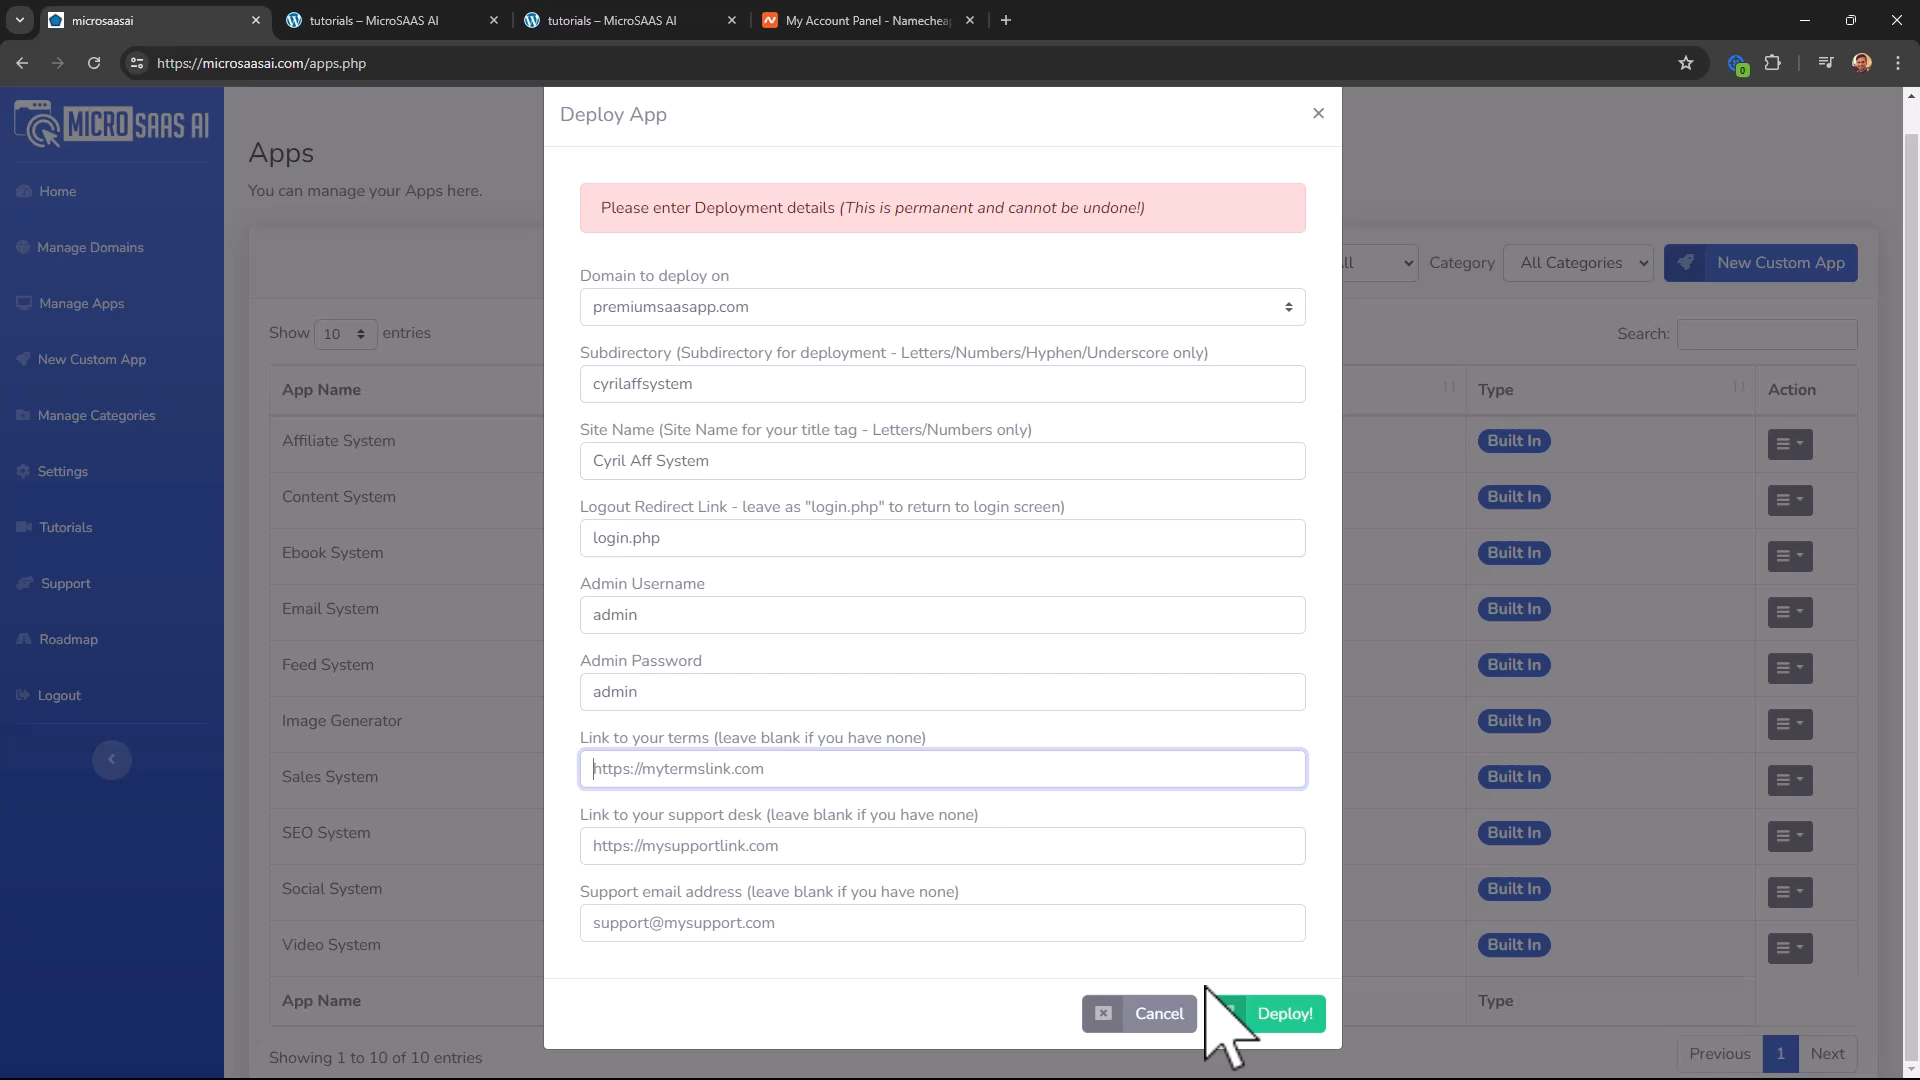 microsaasai
tutorials – MicroSAAS AI
tutorials – MicroSAAS AI
My Account Panel - Namecheap
https://microsaasai.com/apps.php
0
MICRO SAAS AI
Home
Manage Domains
Manage Apps
New Custom App
Manage Categories
Settings
Tutorials
Support
Roadmap
Logout
Apps
You can manage your Apps here.
Category All Categories New Custom App
Show 10 entries
Search:
App Name Type Action
Affiliate System Built In
Content System Built In
Ebook System Built In
Email System Built In
Feed System Built In
Image Generator Built In
Sales System Built In
SEO System Built In
Social System Built In
Video System Built In
App Name Type
Showing 1 to 10 of 10 entries
Previous 1 Next
Deploy App
Please enter Deployment details (This is permanent and cannot be undone!)
Domain to deploy on
premiumsaasapp.com
Subdirectory (Subdirectory for deployment - Letters/Numbers/Hyphen/Underscore only)
cyrilaffsystem
Site Name (Site Name for your title tag - Letters/Numbers only)
Cyril Aff System
Logout Redirect Link - leave as "login.php" to return to login screen)
login.php
Admin Username
admin
Admin Password
admin
Link to your terms (leave blank if you have none)
https://mytermslink.com
Link to your support desk (leave blank if you have none)
https://mysupportlink.com
Support email address (leave blank if you have none)
support@mysupport.com
Cancel
Deploy!